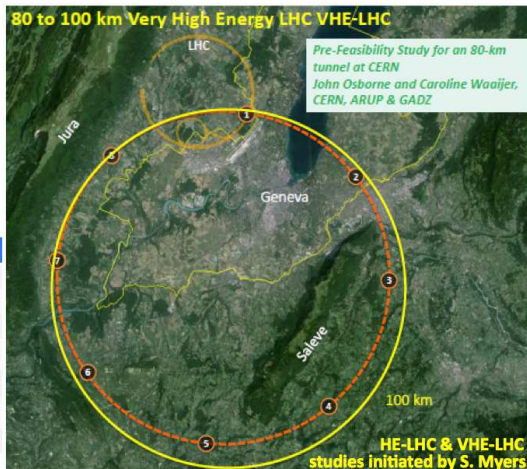 80 to 100 km Very High Energy LHC VHE-LHC
LHC
Pre-Feasibility Study for an 80-km
tunnel at CERN
John Osborne and Caroline Waaijer,
CERN, ARUP & GADZ
Jura
1
8
2
Geneva
7
3
Saleve
6
4
100 km
5
HE-LHC & VHE-LHC
studies initiated by S. Myers